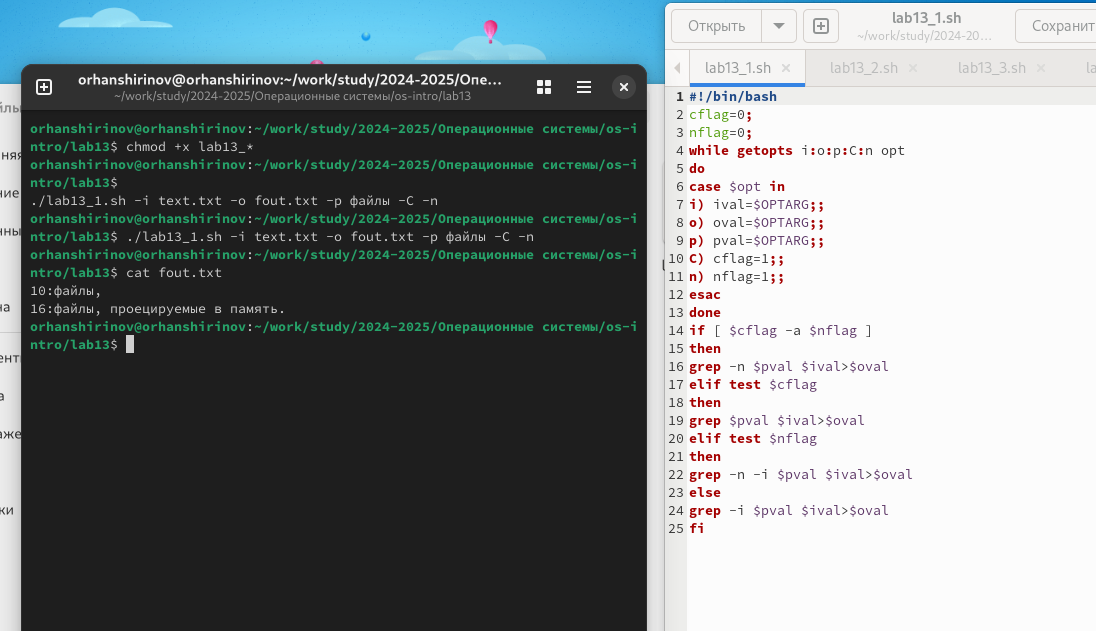 orhanshirinov@orhanshirinov:~/work/study/2024-2025/Опе...
~/work/study/2024-2025/Операционные системы/os-intro/lab13
orhanshirinov@orhanshirinov:~/work/study/2024-2025/Операционные системы/os-i
ntro/lab13$ chmod +x lab13_*
orhanshirinov@orhanshirinov:~/work/study/2024-2025/Операционные системы/os-i
ntro/lab13$
./lab13_1.sh -i text.txt -o fout.txt -p файлы -C -n
orhanshirinov@orhanshirinov:~/work/study/2024-2025/Операционные системы/os-i
ntro/lab13$ ./lab13_1.sh -i text.txt -o fout.txt -p файлы -C -n
orhanshirinov@orhanshirinov:~/work/study/2024-2025/Операционные системы/os-i
ntro/lab13$ cat fout.txt
10:файлы,
16:файлы, проецируемые в память.
orhanshirinov@orhanshirinov:~/work/study/2024-2025/Операционные системы/os-i
ntro/lab13$
Открыть
lab13_1.sh
~/work/study/2024-20...
Сохранит
lab13_1.sh × lab13_2.sh × lab13_3.sh × la
1 #!/bin/bash
2 cflag=0;
3 nflag=0;
4 while getopts i:o:p:C:n opt
5 do
6 case $opt in
7 i) ival=$OPTARG;;
8 o) oval=$OPTARG;;
9 p) pval=$OPTARG;;
10 C) cflag=1;;
11 n) nflag=1;;
12 esac
13 done
14 if [ $cflag -a $nflag ]
15 then
16 grep -n $pval $ival>$oval
17 elif test $cflag
18 then
19 grep $pval $ival>$oval
20 elif test $nflag
21 then
22 grep -n -i $pval $ival>$oval
23 else
24 grep -i $pval $ival>$oval
25 fi